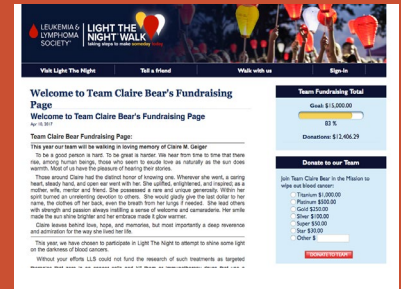 LEUKEMIA &
LYMPHOMA
SOCIETY
LIGHT THE
NIGHT WALK
taking steps to make someday today
Visit Light The Night
Tell a friend
Walk with us
Sign-in
Welcome to Team Claire Bear's Fundraising
Page
Welcome to Team Claire Bear's Fundraising Page
Apr 10, 2017
Team Claire Bear Fundraising Page:
This year our team will be walking in loving memory of Claire M. Geiger
To be a good person is hard. To be great is harder. We hear from time to time that there
rise, among human beings, those who seem to exude love as naturally as the sun does
warmth. Most of us have the pleasure of hearing their stories.
Those around Claire had the distinct honor of knowing one. Wherever she went, a caring
heart, steady hand, and open ear went with her. She uplifted, enlightened, and inspired; as a
mother, wife, mentor and friend. She possessed a rare and unique generosity. Within her
spirit burned an unrelenting devotion to others. She would gladly give the last dollar to her
name, the clothes off her back, even the breath from her lungs if needed. She lead others
with strength and passion always instilling a sense of welcome and camaraderie. Her smile
made the sun shine brighter and her embrace made it glow warmer.
Claire leaves behind love, hope, and memories, but most importantly a deep reverence
and admiration for the way she lived her life.
This year, we have chosen to participate in Light The Night to attempt to shine some light
on the darkness of blood cancers.
Without your efforts LLS could not fund the research of such treatments as targeted
Team Fundraising Total
Goal: $15,000.00
83 %
Donations: $12,406.29
Donate to our Team
Join Team Claire Bear in the Mission to
wipe out blood cancer:
Titanium $1,000.00
Platinum $500.00
Gold $250.00
Silver $100.00
Super $50.00
Star $30.00
Other $
DONATE TO TEAM